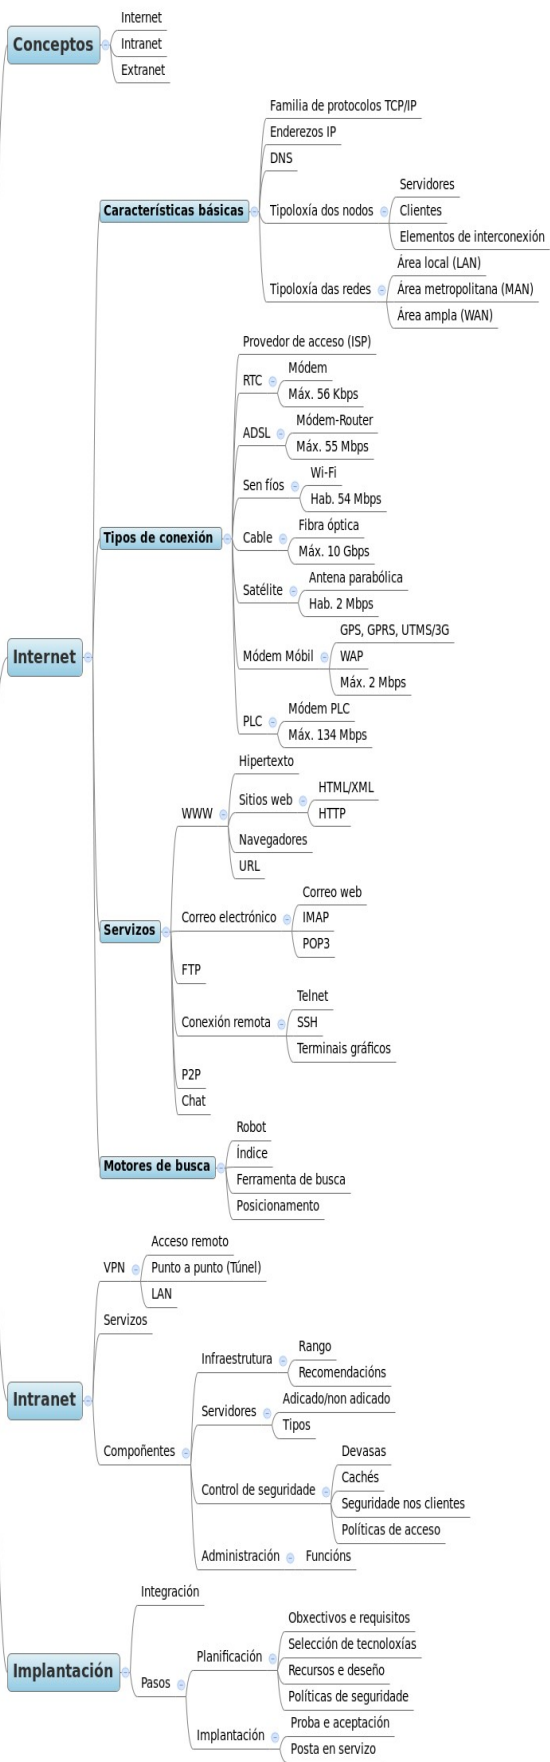 Conceptos
Internet
Intranet
Extranet
Internet
Características básicas
Familia de protocolos TCP/IP
Enderezos IP
DNS
Tipoloxía dos nodos
Servidores
Clientes
Elementos de interconexión
Tipoloxía das redes
Área local (LAN)
Área metropolitana (MAN)
Área ampla (WAN)
Tipos de conexión
Provedor de acceso (ISP)
RTC
Módem
Máx. 56 Kbps
ADSL
Módem-Router
Máx. 55 Mbps
Sen fíos
Wi-Fi
Hab. 54 Mbps
Cable
Fibra óptica
Máx. 10 Gbps
Satélite
Antena parabólica
Hab. 2 Mbps
Módem Móbil
GPS, GPRS, UTMS/3G
WAP
Máx. 2 Mbps
PLC
Módem PLC
Máx. 134 Mbps
Servizos
WWW
Hipertexto
Sitios web
HTML/XML
HTTP
Navegadores
URL
Correo electrónico
Correo web
IMAP
POP3
FTP
Conexión remota
Telnet
SSH
Terminais gráficos
P2P
Chat
Motores de busca
Robot
Índice
Ferramenta de busca
Posicionamento
Intranet
VPN
Acceso remoto
Punto a punto (Túnel)
LAN
Servizos
Compoñentes
Infraestrutura
Rango
Recomendacións
Servidores
Adicado/non adicado
Tipos
Control de seguridade
Devasas
Cachés
Seguridade nos clientes
Políticas de acceso
Administración
Funcións
Implantación
Integración
Pasos
Planificación
Obxectivos e requisitos
Selección de tecnoloxías
Recursos e deseño
Políticas de seguridade
Implantación
Proba e aceptación
Posta en servizo